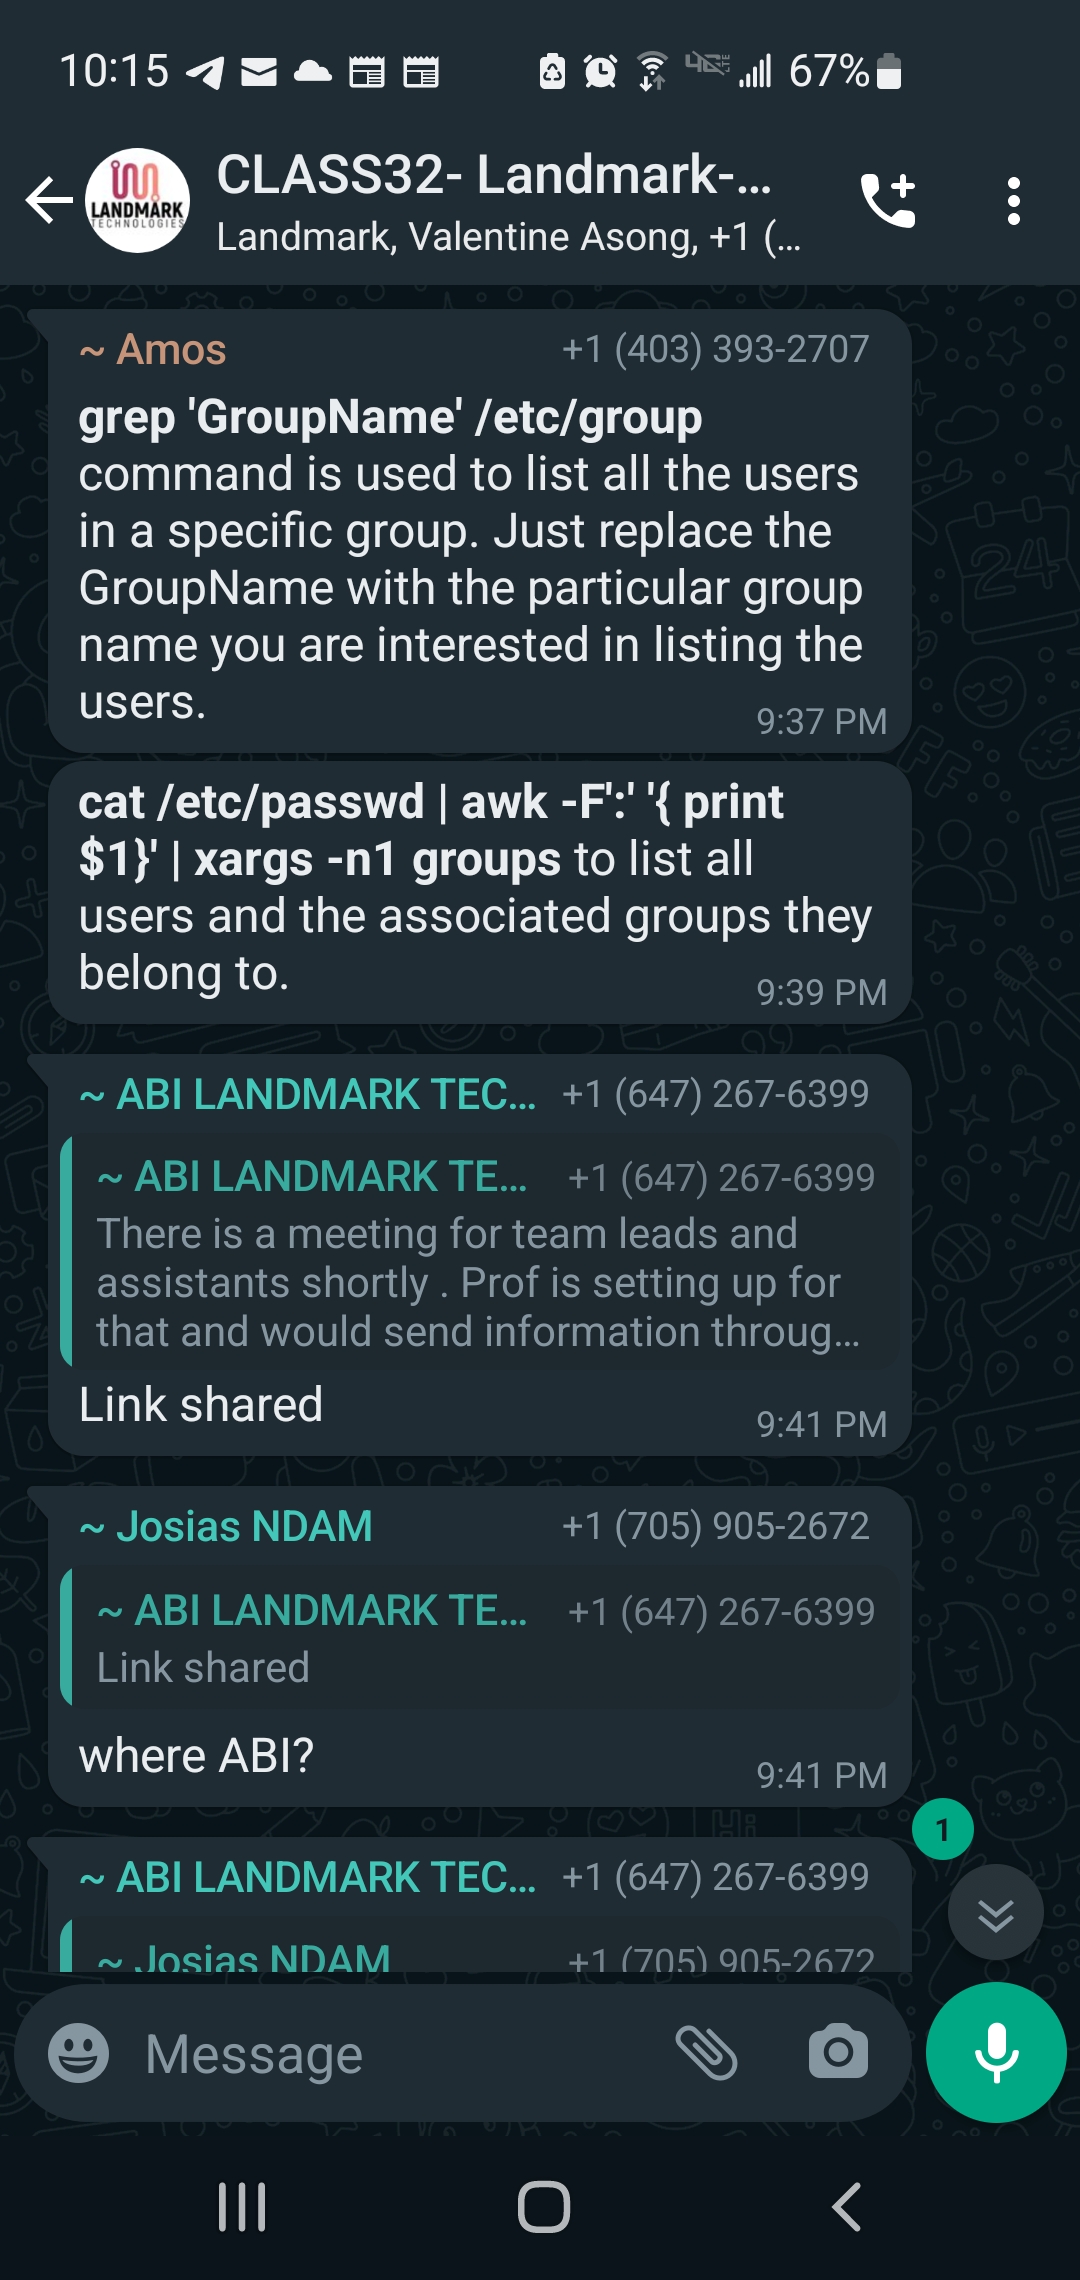 10:15 67%
LANDMARK
TECHNOLOGIES
CLASS32- Landmark-...
Landmark, Valentine Asong, +1 (...
~ Amos +1 (403) 393-2707
grep 'GroupName' /etc/group
command is used to list all the users
in a specific group. Just replace the
GroupName with the particular group
name you are interested in listing the
users.
9:37 PM
cat /etc/passwd | awk -F':' '{ print
$1}' | xargs -n1 groups to list all
users and the associated groups they
belong to.
9:39 PM
~ ABI LANDMARK TEC... +1 (647) 267-6399
~ ABI LANDMARK TE... +1 (647) 267-6399
There is a meeting for team leads and
assistants shortly . Prof is setting up for
that and would send information throug...
Link shared
9:41 PM
~ Josias NDAM +1 (705) 905-2672
~ ABI LANDMARK TE... +1 (647) 267-6399
Link shared
where ABI?
9:41 PM
1
~ ABI LANDMARK TEC... +1 (647) 267-6399
~ Josias NDAM +1 (705) 905-2672
Message